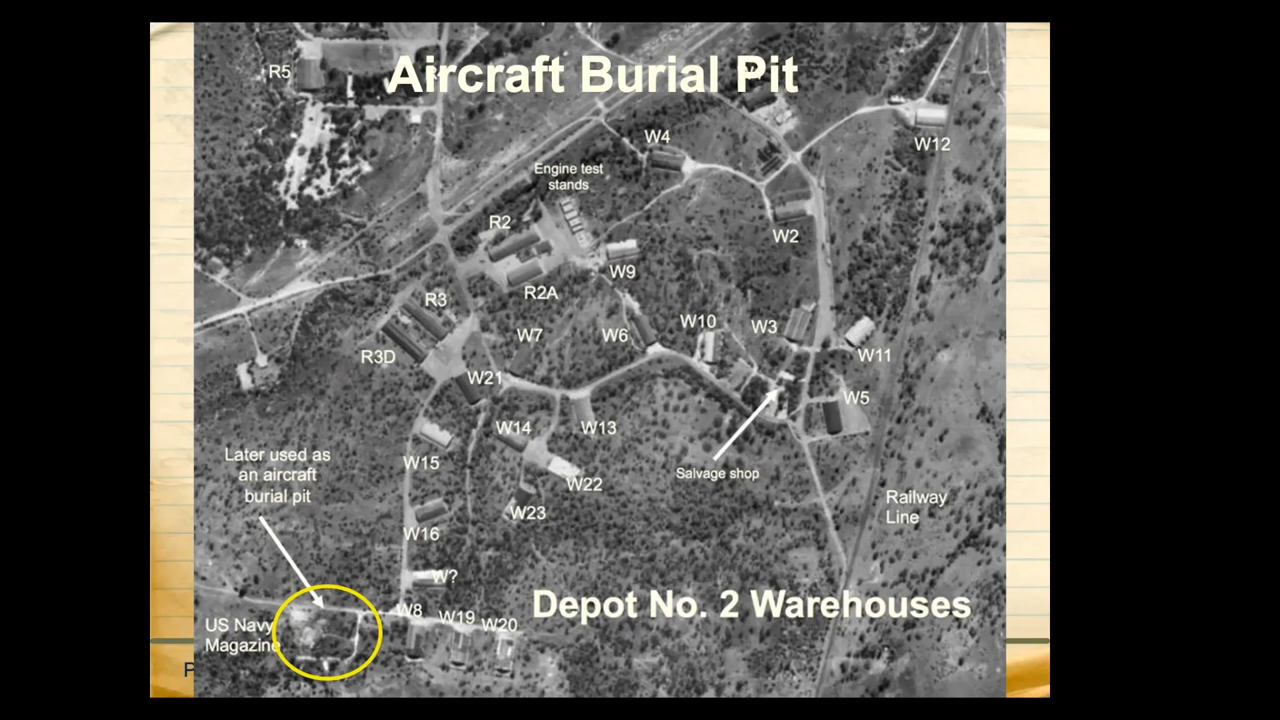 Aircraft Burial Pit
R5
W4
W12
Engine test
stands
R2
W2
W9
R2A
R3
W10
W3
W7
W6
R3D
W11
W21
W5
W14
W13
Later used as
an aircraft
burial pit
W15
Salvage shop
W22
Railway
Line
W23
W16
W?
Depot No. 2 Warehouses
W8
W19
W20
US Navy
Magazine
P